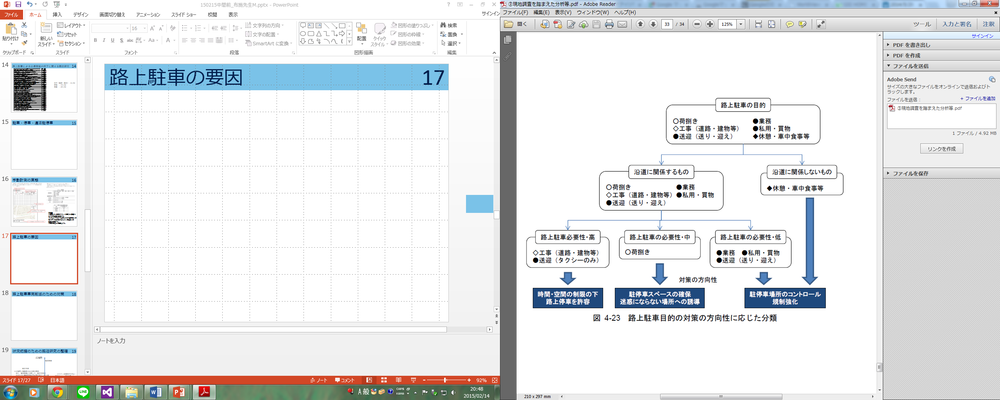 150215中間前_布施先生M.pptx - PowerPoint
ファイル
ホーム
挿入
デザイン
画面切り替え
アニメーション
スライド ショー
校閲
表示
サインイン
貼り付け
新しい
スライド
レイアウト
リセット
セクション
16
B I U S abc AV Aa A
文字列の方向
文字の配置
SmartArt に変換
配置
クイック
スタイル
図形の塗りつぶし
図形の枠線
図形の効果
検索
置換
選択
クリップボード
スライド
フォント
段落
図形描画
編集
14
路上駐車による交通容量の低下に関する既往研究 14
15
駐車・停車・違法駐停車 15
16
手動計測の実態 16
17
路上駐車の要因 17
18
路上駐車車両削減のための対策 18
19
状況把握のための既往研究の整理 19
広域性
航空写真
路上駐車の要因
17
ノートを入力
スライド 17/27
日本語
ノート
コメント
92%
LINE
A 般
CAPS
KANA
20:48
2015/02/14
③現地調査を踏まえた分析等.pdf - Adobe Reader
ファイル(F) 編集(E) 表示(V) ウィンドウ(W) ヘルプ(H)
開く
33 / 34
125%
ツール
入力と署名
注釈
サインイン
PDF を書き出し
PDF を作成
ファイルを送信
Adobe Send
サイズの大きなファイルをオンラインで送信およびト
ラックします。
ファイルを送信 :
+ ファイルを追加
③現地調査を踏まえた分析等.pdf
1 ファイル / 4.92 MB
リンクを作成
ファイルを保存
路上駐車の目的
○荷捌き ●業務
◇工事（道路・建物等） ●私用・買物
●送迎（送り・迎え） ◆休憩・車中食事等
沿道に関係するもの
○荷捌き ●業務
◇工事（道路・建物等）●私用・買物
●送迎（送り・迎え）
沿道に関係しないもの
◆休憩・車中食事等
路上駐車必要性・高
◇工事（道路・建物等）
●送迎（タクシーのみ）
路上駐車の必要性・中
○荷捌き
路上駐車の必要性・低
●業務 ●私用・買物
●送迎（送り・迎え）
対策の方向性
時間・空間の制限の下
路上停車を許容
駐停車スペースの確保
迷惑にならない場所への誘導
駐停車場所のコントロール
規制強化
図 4-23 路上駐車目的の対策の方向性に応じた分類
210 x 297 mm